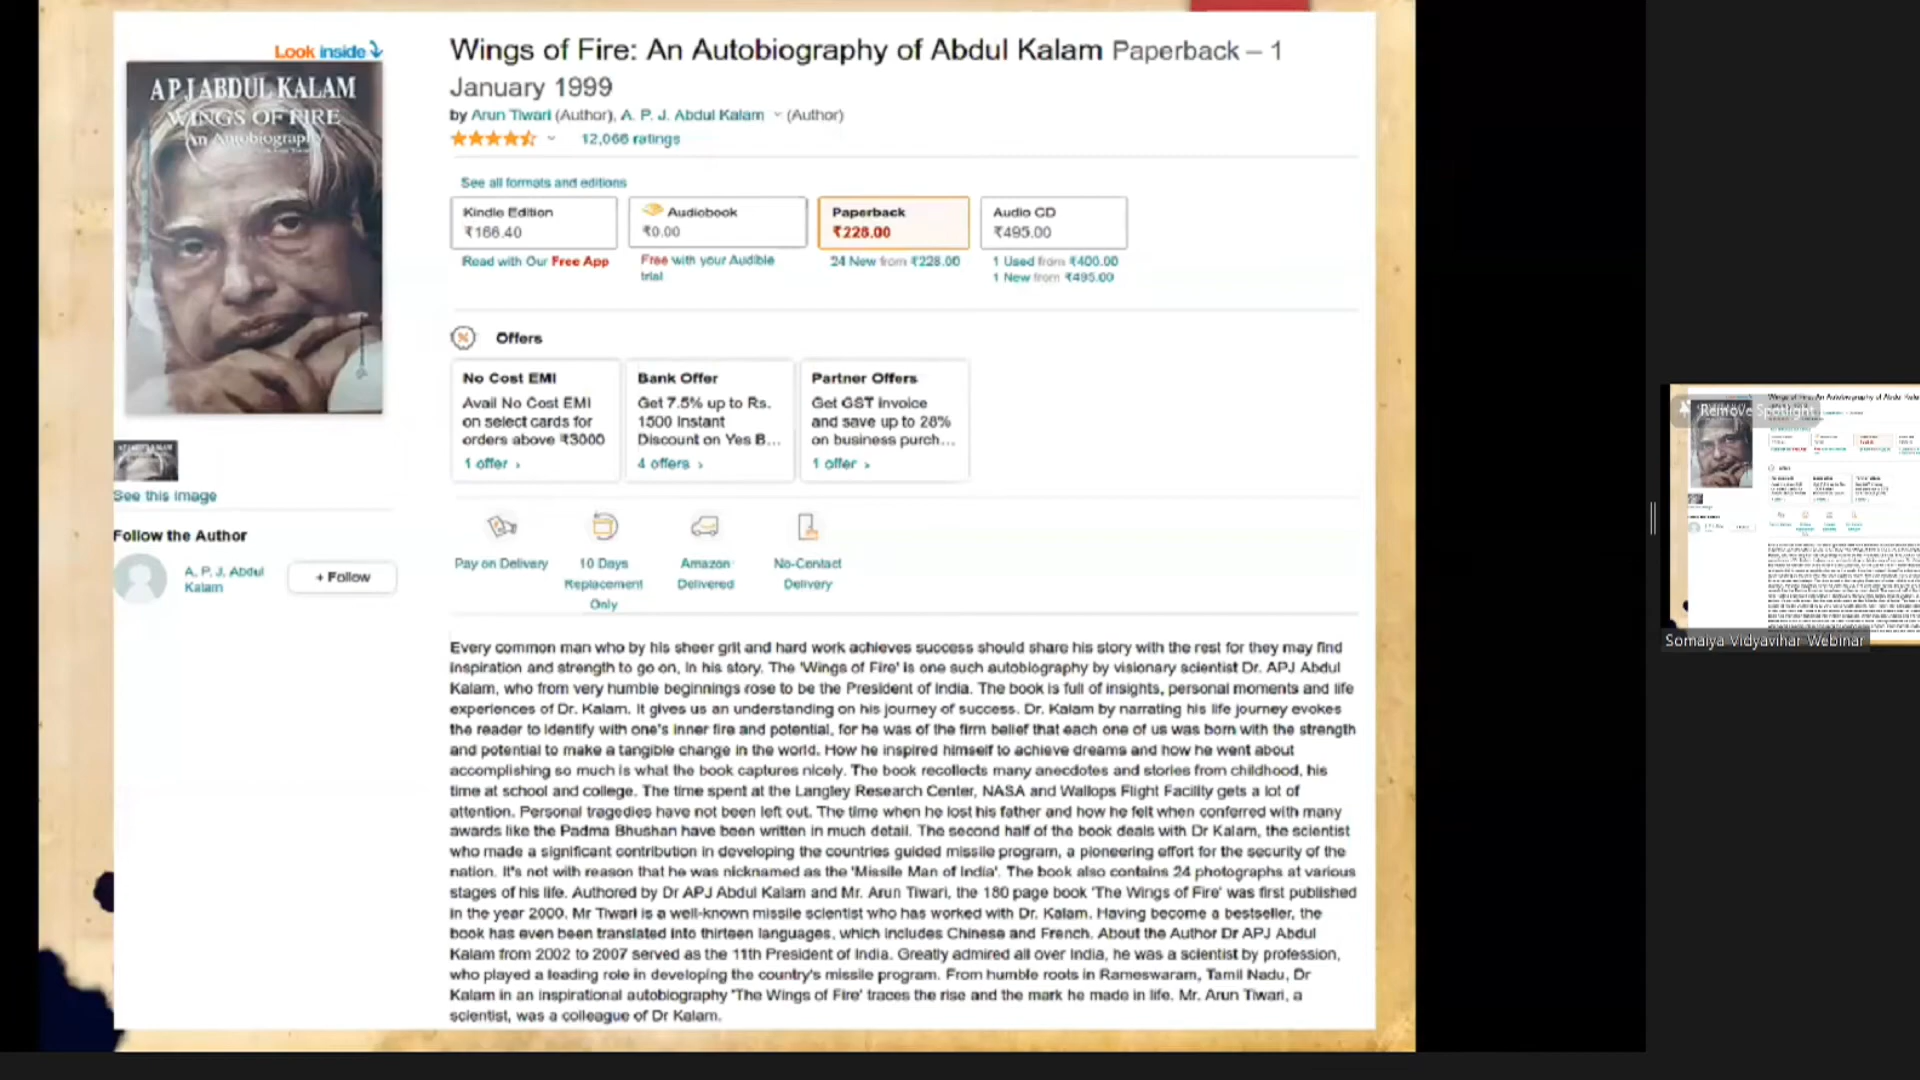 Look inside
A P J ABDUL KALAM
WINGS OF FIRE
An Autobiography
See this image
Follow the Author
A. P. J. Abdul
Kalam
+ Follow
Wings of Fire: An Autobiography of Abdul Kalam Paperback – 1
January 1999
by Arun Tiwari (Author), A. P. J. Abdul Kalam (Author)
12,066 ratings
See all formats and editions
Kindle Edition
₹166.40
Read with Our Free App
Audiobook
₹0.00
Free with your Audible
trial
Paperback
₹228.00
24 New from ₹228.00
Audio CD
₹495.00
1 Used from ₹400.00
1 New from ₹495.00
Offers
No Cost EMI
Avail No Cost EMI
on select cards for
orders above ₹3000
1 offer ›
Bank Offer
Get 7.5% up to Rs.
1500 Instant
Discount on Yes B...
4 offers ›
Partner Offers
Get GST invoice
and save up to 28%
on business purch...
1 offer ›
Pay on Delivery
10 Days
Replacement
Only
Amazon
Delivered
No-Contact
Delivery
Every common man who by his sheer grit and hard work achieves success should share his story with the rest for they may find
inspiration and strength to go on, in his story. The 'Wings of Fire' is one such autobiography by visionary scientist Dr. APJ Abdul
Kalam, who from very humble beginnings rose to be the President of India. The book is full of insights, personal moments and life
experiences of Dr. Kalam. It gives us an understanding on his journey of success. Dr. Kalam by narrating his life journey evokes
the reader to identify with one's inner fire and potential, for he was of the firm belief that each one of us was born with the strength
and potential to make a tangible change in the world. How he inspired himself to achieve dreams and how he went about
accomplishing so much is what the book captures nicely. The book recollects many anecdotes and stories from childhood, his
time at school and college. The time spent at the Langley Research Center, NASA and Wallops Flight Facility gets a lot of
attention. Personal tragedies have not been left out. The time when he lost his father and how he felt when conferred with many
awards like the Padma Bhushan have been written in much detail. The second half of the book deals with Dr Kalam, the scientist
who made a significant contribution in developing the countries guided missile program, a pioneering effort for the security of the
nation. It's not with reason that he was nicknamed as the 'Missile Man of India'. The book also contains 24 photographs at various
stages of his life. Authored by Dr APJ Abdul Kalam and Mr. Arun Tiwari, the 180 page book 'The Wings of Fire' was first published
in the year 2000. Mr Tiwari is a well-known missile scientist who has worked with Dr. Kalam. Having become a bestseller, the
book has even been translated into thirteen languages, which includes Chinese and French. About the Author Dr APJ Abdul
Kalam from 2002 to 2007 served as the 11th President of India. Greatly admired all over India, he was a scientist by profession,
who played a leading role in developing the country's missile program. From humble roots in Rameswaram, Tamil Nadu, Dr
Kalam in an inspirational autobiography 'The Wings of Fire' traces the rise and the mark he made in life. Mr. Arun Tiwari, a
scientist, was a colleague of Dr Kalam.
Remove Spotlight
Somaiya Vidyavihar Webinar